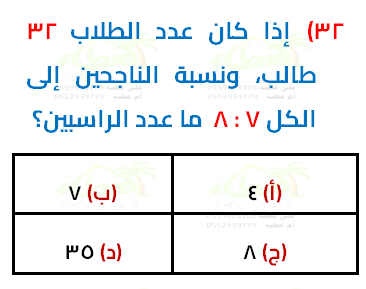 ٣٢) إذا كان عدد الطلاب ٣٢
طالب، ونسبة الناجحين إلى
الكل ٧ : ٨ ما عدد الراسبين؟
(أ) ٤
(ب) ٧
(ج) ٨
(د) ٣٥